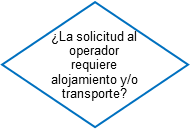 ¿La solicitud al
operador
requiere
alojamiento y/o
transporte?